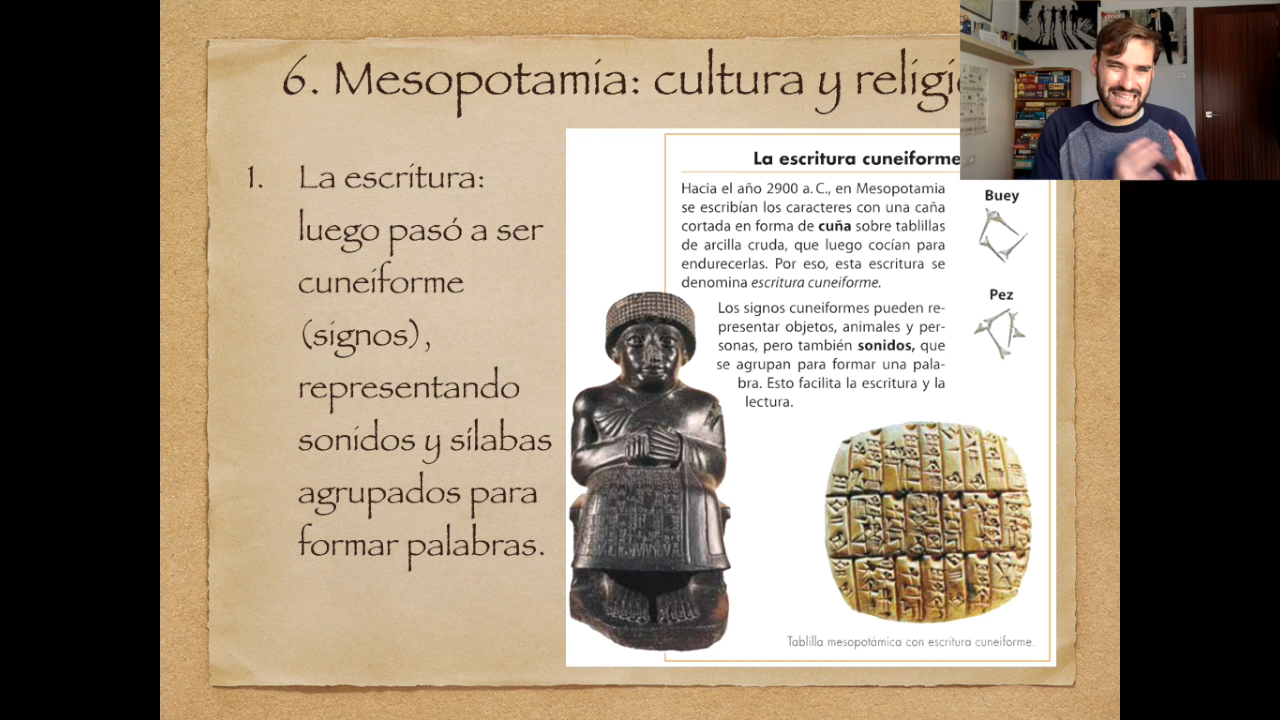 6. Mesopotamia: cultura y religi
1. La escritura:
luego pasó a ser
cuneiforme
(signos),
representando
sonidos y sílabas
agrupados para
formar palabras.
La escritura cuneiforme
Hacia el año 2900 a. C., en Mesopotamia
se escribían los caracteres con una caña
cortada en forma de cuña sobre tablillas
de arcilla cruda, que luego cocían para
endurecerlas. Por eso, esta escritura se
denomina escritura cuneiforme.
Los signos cuneiformes pueden re-
presentar objetos, animales y per-
sonas, pero también sonidos, que
se agrupan para formar una pala-
bra. Esto facilita la escritura y la
lectura.
Buey
Pez
Tablilla mesopotámica con escritura cuneiforme.